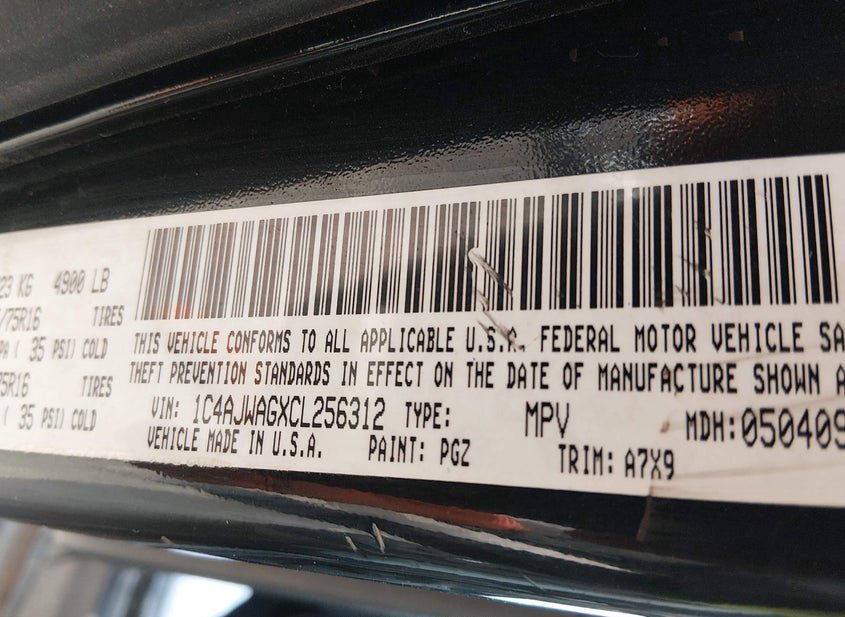 23 KG 4900 LB
/75R16 TIRES
PA ( 35 PSI) COLD
75R16 TIRES
( 35 PSI) COLD
THIS VEHICLE CONFORMS TO ALL APPLICABLE U.S.A. FEDERAL MOTOR VEHICLE SA
THEFT PREVENTION STANDARDS IN EFFECT ON THE DATE OF MANUFACTURE SHOWN A
VIN: 1C4AJWAGXCL256312 TYPE: MPV MDH:050409
VEHICLE MADE IN U.S.A. PAINT: PGZ TRIM: A7X9